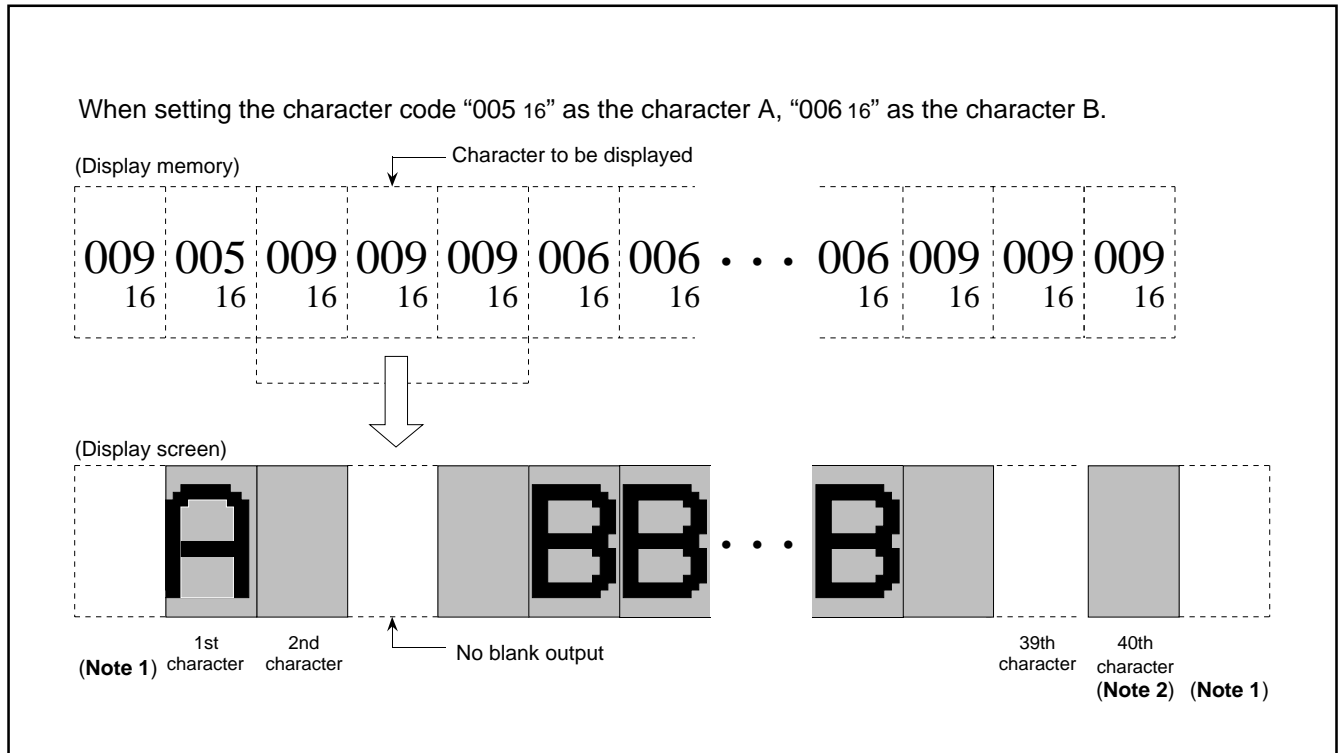 When setting the character code “005 16” as the character A, “006 16” as the character B.
(Display memory)
Character to be displayed
009 005 009 009 009 006 006 • • • 006 009 009 009
16 16 16 16 16 16 16 16 16 16 16
(Display screen)
A B B • • • B
1st character
2nd character
No blank output
39th character
40th character
(Note 1)
(Note 2) (Note 1)